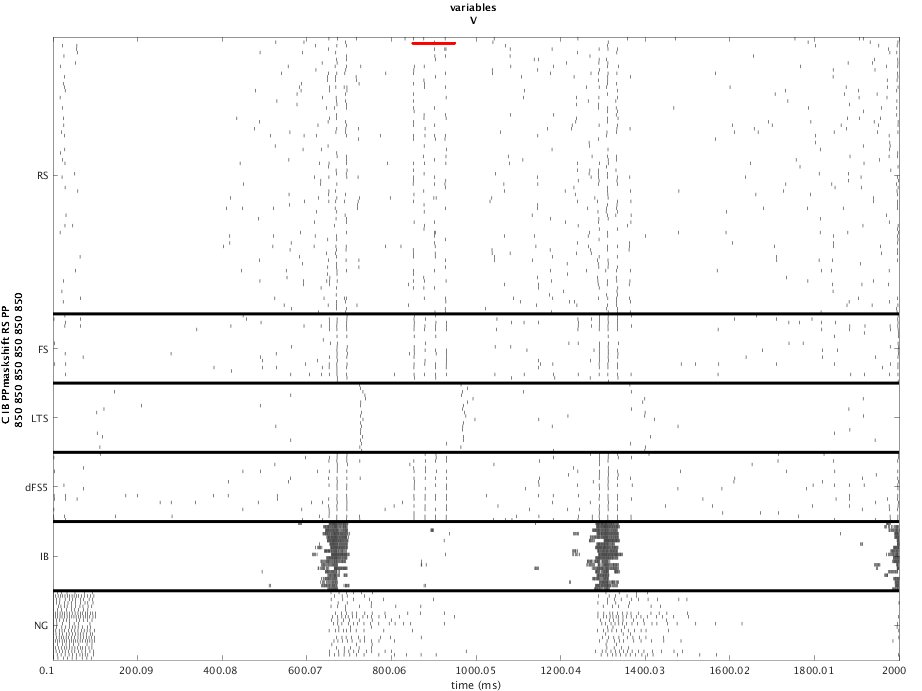 variables
V
RS
FS
LTS
dFS5
IB
NG
C IB PPmaskshift RS PP
850 850 850 850 850 850
0.1 200.09 400.08 600.07 800.06 1000.05 1200.04 1400.03 1600.02 1800.01 2000
time (ms)